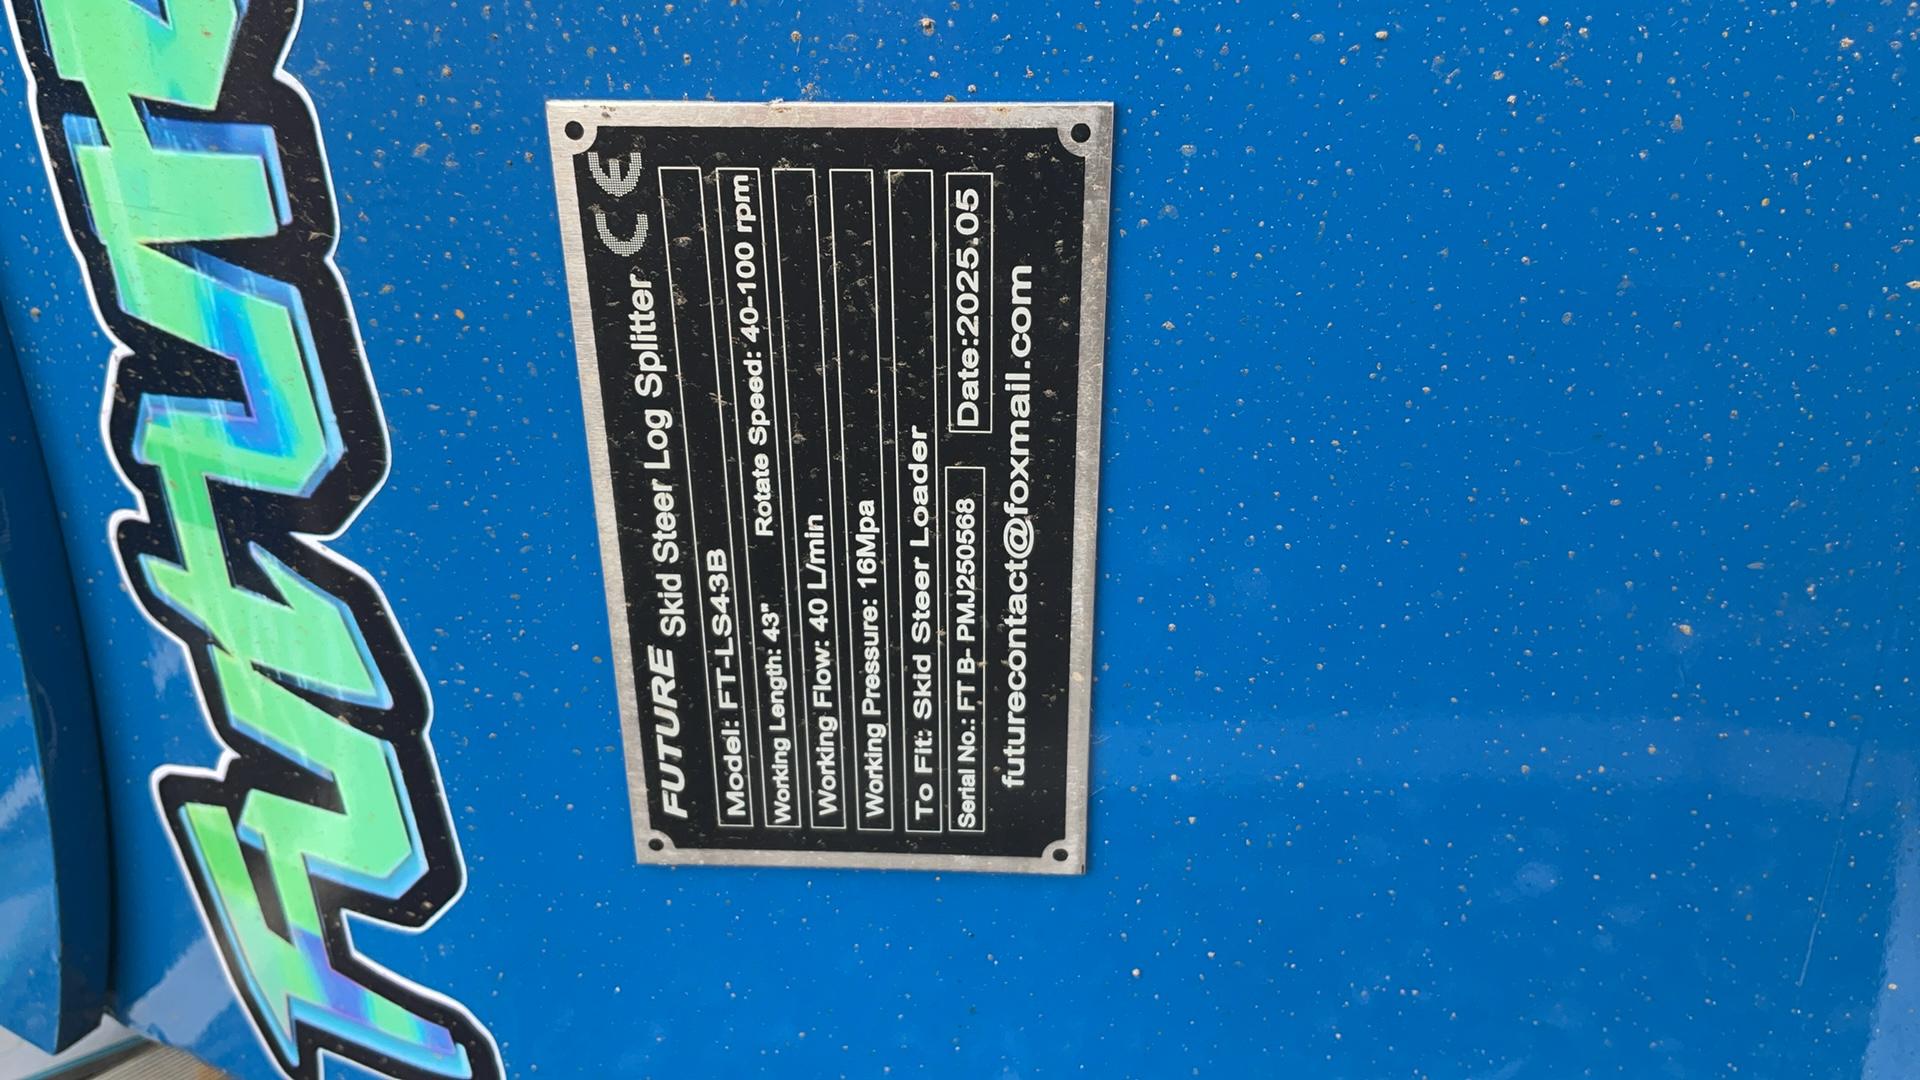 FUTURE
FUTURE Skid Steer Log Splitter CE
Model: FT-LS43B
Working Length: 43" Rotate Speed: 40-100 rpm
Working Flow: 40 L/min
Working Pressure: 16Mpa
To Fit: Skid Steer Loader
Serial No.: FT B- PMJ250568 Date:2025.05
futurecontact@foxmail.com